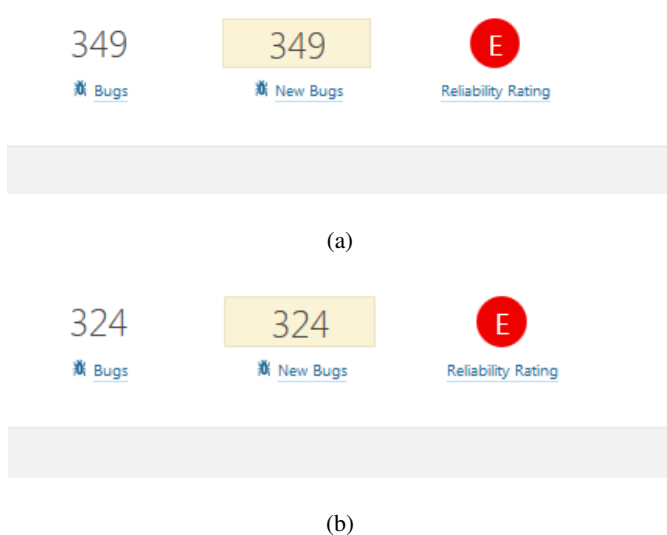 349 349 E
Bugs New Bugs Reliability Rating
(a)
324 324 E
Bugs New Bugs Reliability Rating
(b)